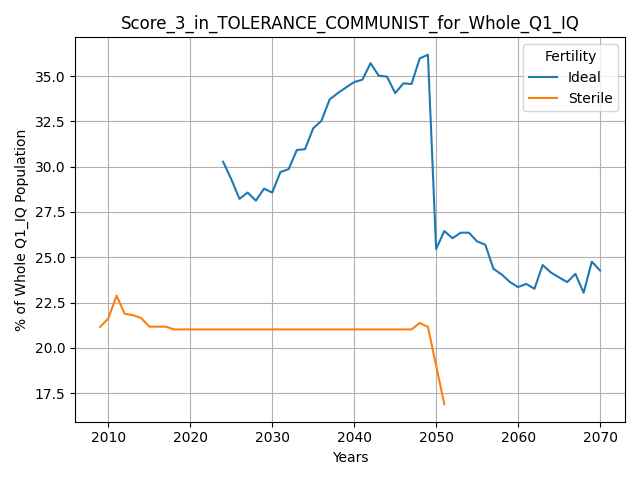 Score_3_in_TOLERANCE_COMMUNIST_for_Whole_Q1_IQ
Fertility
Ideal
Sterile
% of Whole Q1_IQ Population
35.0
32.5
30.0
27.5
25.0
22.5
20.0
17.5
2010 2020 2030 2040 2050 2060 2070
Years